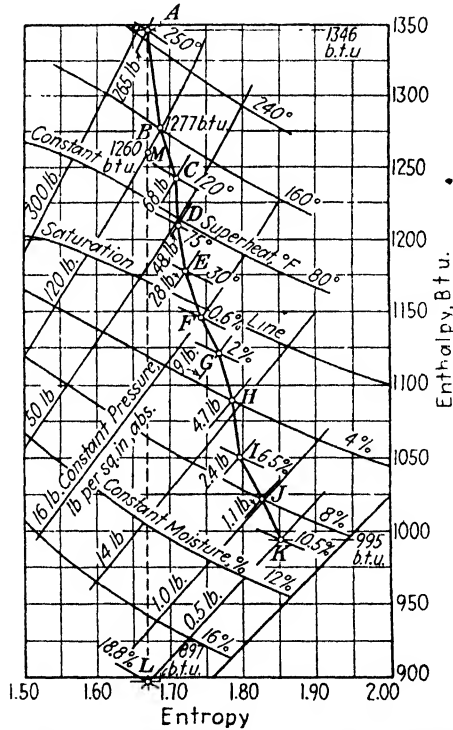 A
1350
250°
1346
b.t.u
265 lb.
240°
1300
B
1277 b.t.u
Constant
1260
b.t.u
M
1250
C
120°
160°
300 lb.
68 lb.
D
Superheat, °F
80°
1200
Saturation
48 lb.
75°
E
30°
28 lb.
120 lb.
1150
F
0.6%
Line
9 lb.
G
2%
Enthalpy, B.t.u.
1100
50 lb
H
4.7 lb.
16 lb. Constant Pressure,
lb per sq. in, abs.
4%
1050
6.5%
2.4 lb
J
Constant Moisture, %
1.1 lb.
8%
K
1000
14 lb.
10.5%
995
b.t.u.
12%
1.0 lb.
950
0.5 lb.
16%
18.8%
L
897
b.t.u.
900
1.50
1.60
1.70
1.80
1.90
2.00
Entropy